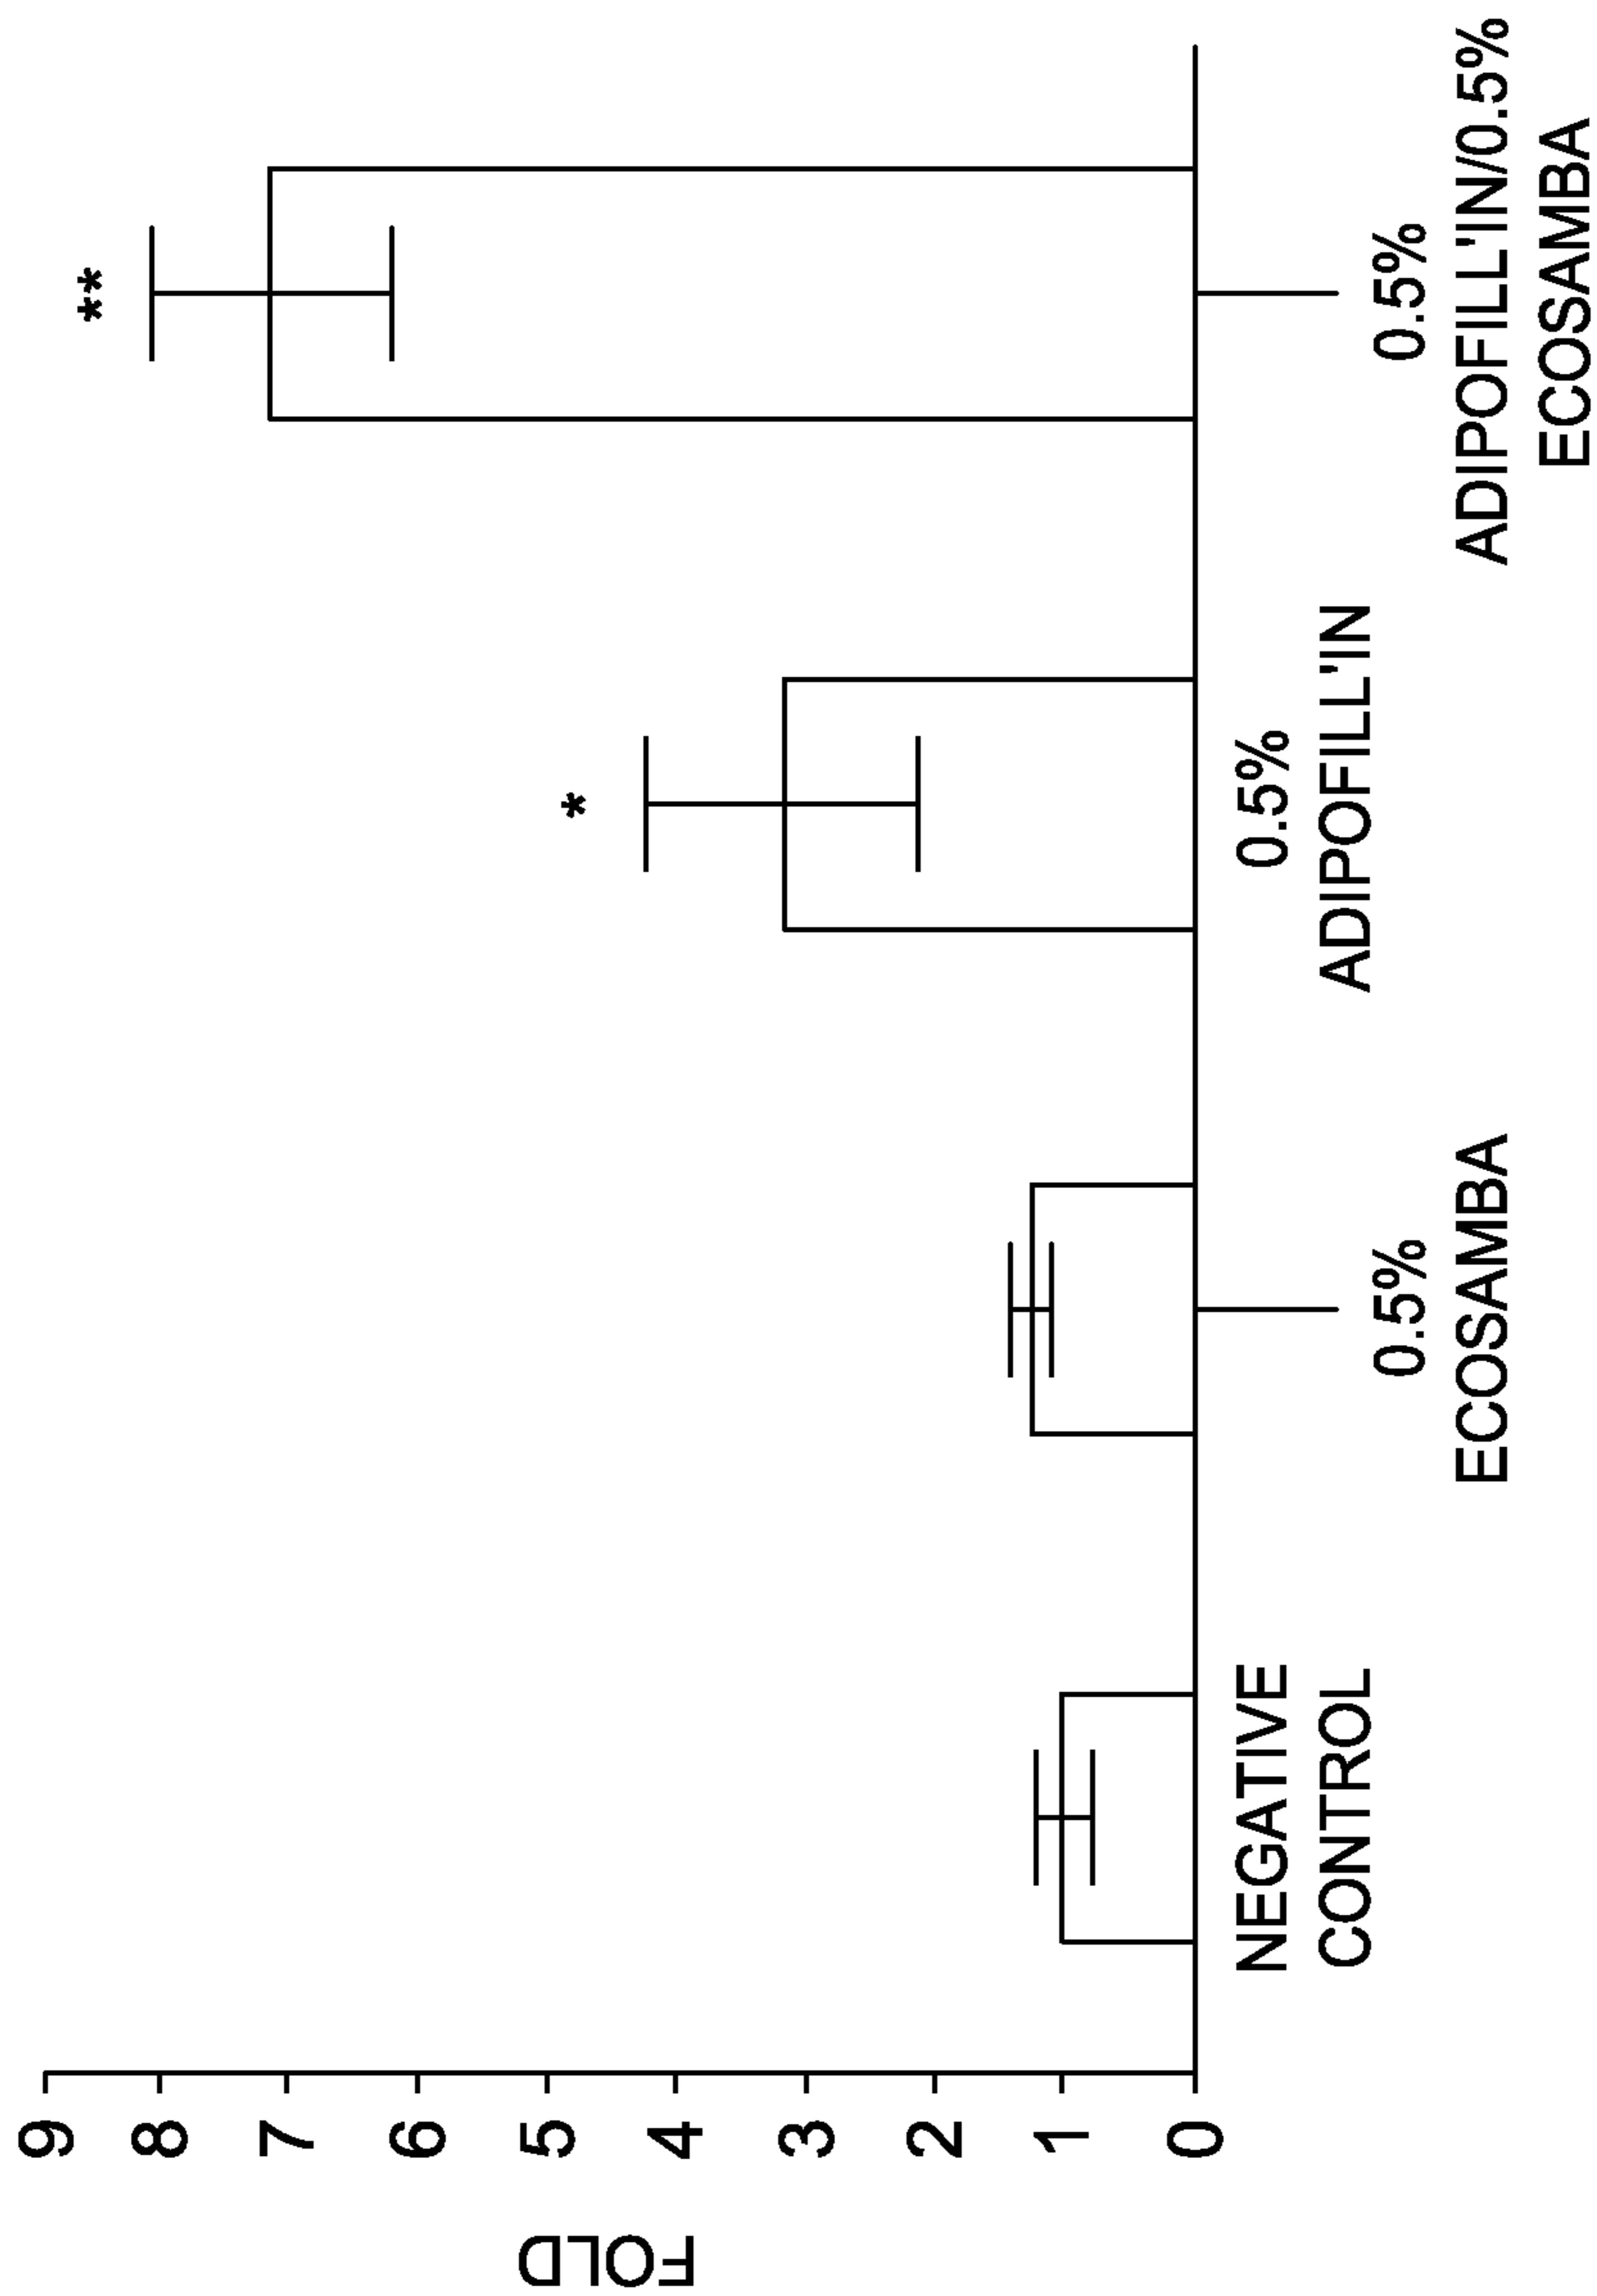 FOLD
9
8
7
6
5
4
3
2
1
0
*
**
NEGATIVE
CONTROL
0.5%
ECOSAMBA
0.5%
ADIPOFILL'IN
0.5%
ADIPOFILL'IN/0.5%
ECOSAMBA